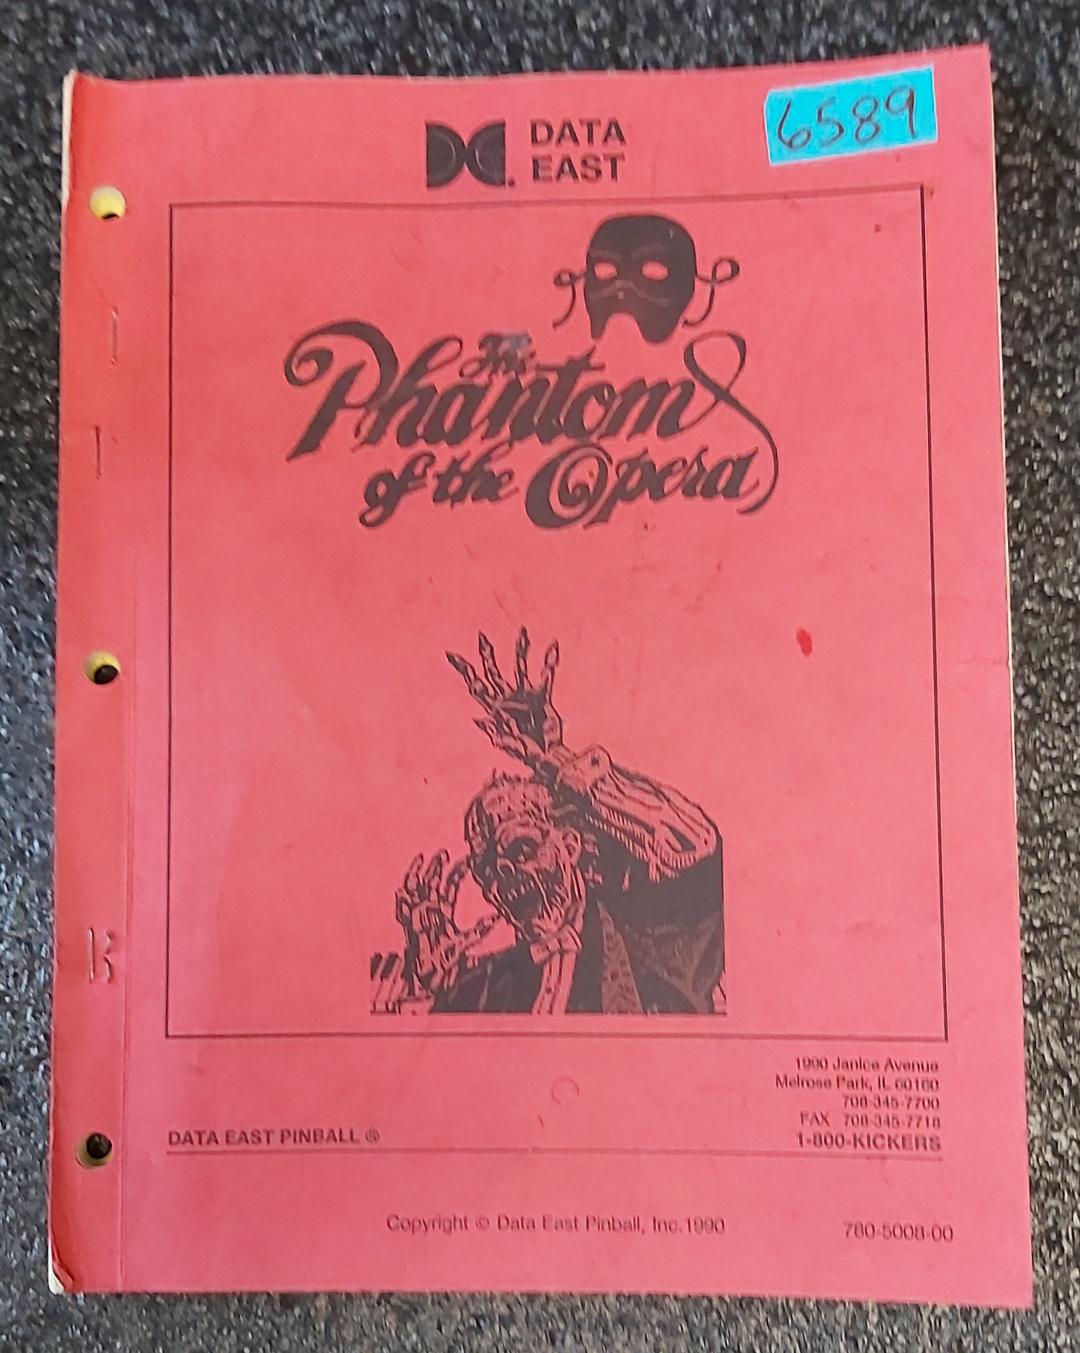 DATA
EAST
6589
The
Phantom
of the Opera
1990 Janice Avenue
Melrose Park, IL 60160
708-345-7700
FAX 708-345-7718
1-800-KICKERS
DATA EAST PINBALL ®
Copyright © Data East Pinball, Inc.1990
780-5008-00